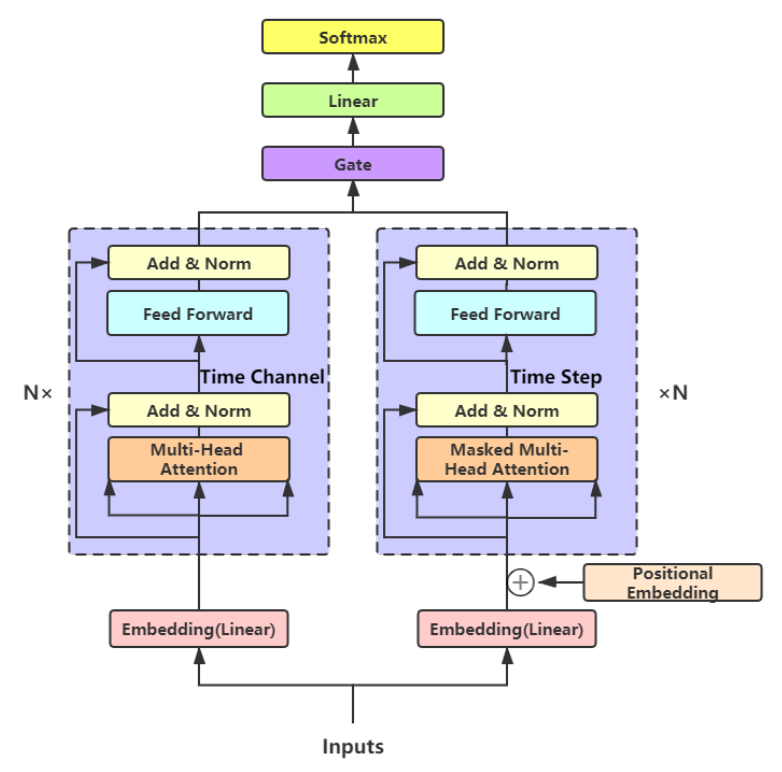 Softmax
Linear
Gate
Add & Norm
Feed Forward
Time Channel
N×
Add & Norm
Multi-Head
Attention
Embedding(Linear)
Add & Norm
Feed Forward
Time Step
×N
Add & Norm
Masked Multi-
Head Attention
+
Positional
Embedding
Embedding(Linear)
Inputs